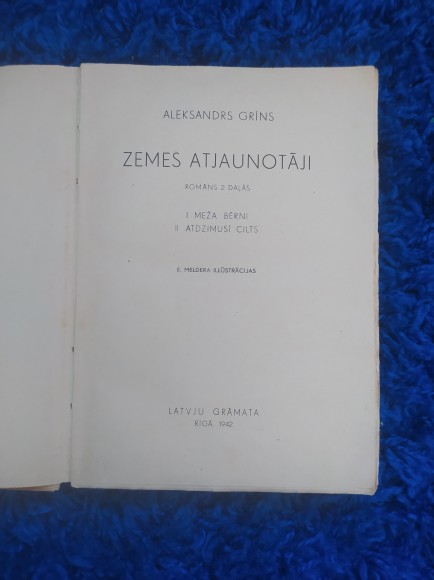 ALEKSANDRS GRĪNS
ZEMES ATJAUNOTĀJI
ROMĀNS 2 DAĻĀS
I MEŽA BĒRNI
II ATDZIMUSĪ CILTS
E. MELDERA ILUSTRĀCIJAS
LATVJU GRĀMATA
RĪGĀ, 1942